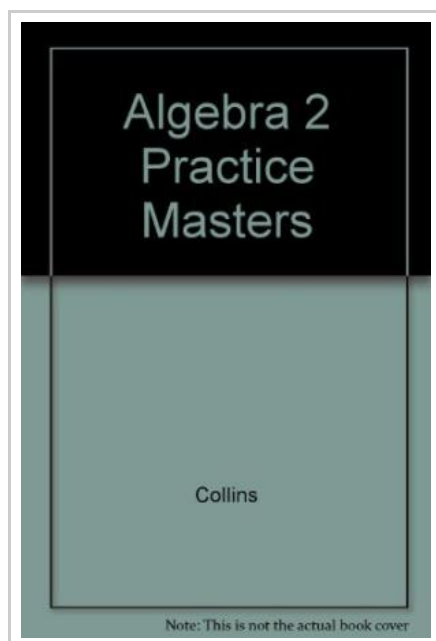 Algebra 2
Practice
Masters
Collins
Note: This is not the actual book cover